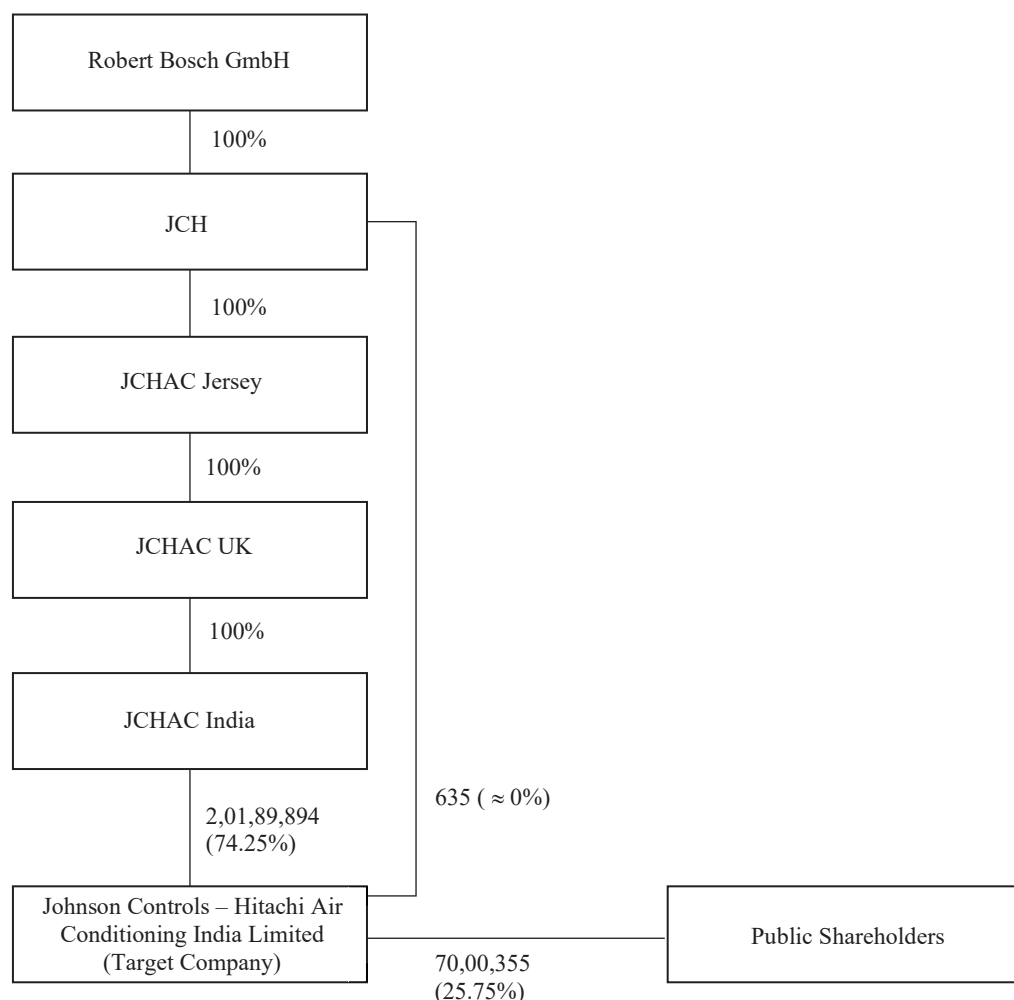 Robert Bosch GmbH
100%
JCH
100%
JCHAC Jersey
100%
JCHAC UK
100%
JCHAC India
635 ( ≈ 0%)
2,01,89,894
(74.25%)
Johnson Controls – Hitachi Air
Conditioning India Limited
(Target Company)
Public Shareholders
70,00,355
(25.75%)